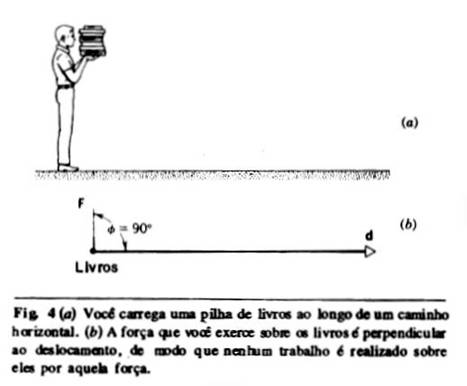 (a)
F
ϕ = 90°
d
(b)
Livros
Fig. 4 (a) Você carrega uma pilha de livros ao longo de um caminho
horizontal. (b) A força que você exerce sobre os livros é perpendicular
ao deslocamento, de modo que nenhum trabalho é realizado sobre
eles por aquela força.